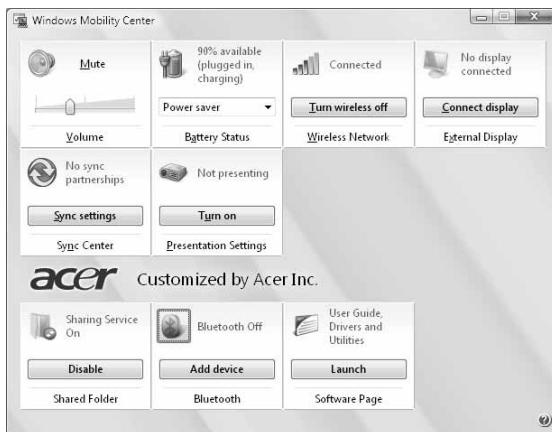 Windows Mobility Center
Mute
Volume
90% available
(plugged in,
charging)
Power saver
Battery Status
Connected
Turn wireless off
Wireless Network
No display
connected
Connect display
External Display
No sync
partnerships
Sync settings
Sync Center
Not presenting
Turn on
Presentation Settings
acer Customized by Acer Inc.
Sharing Service
On
Disable
Shared Folder
Bluetooth Off
Add device
Bluetooth
User Guide,
Drivers and
Utilities
Launch
Software Page